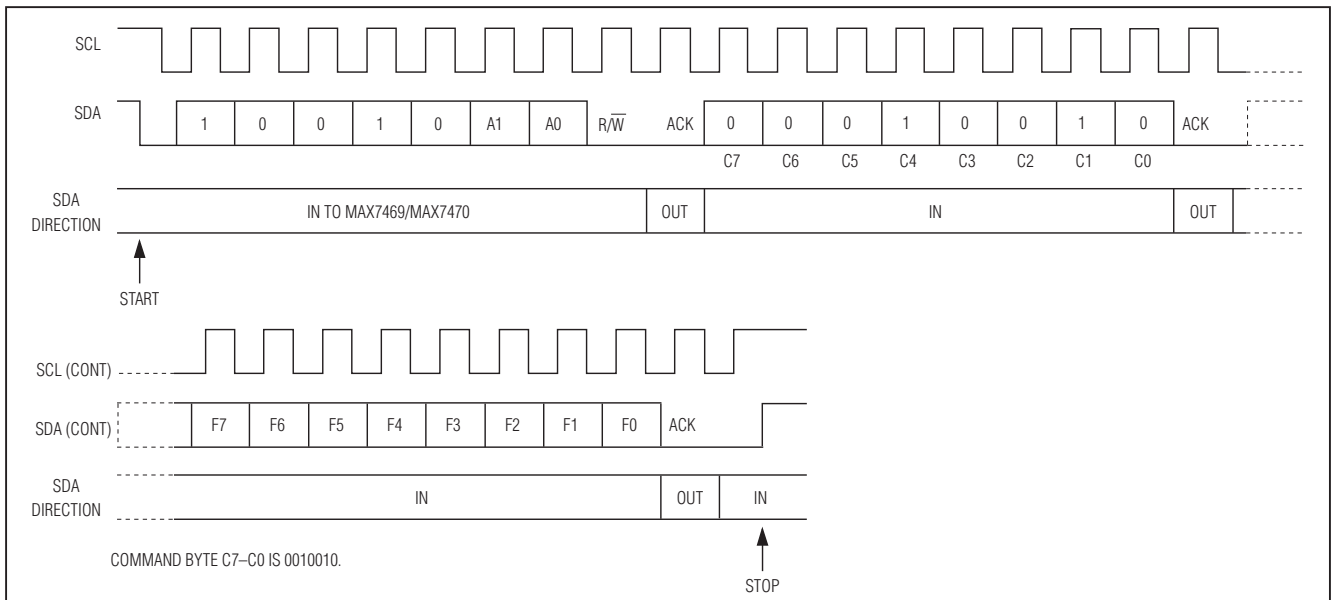 SCL
SDA 1 0 0 1 0 A1 A0 R/W̅ ACK 0 0 0 1 0 0 1 0 ACK
C7 C6 C5 C4 C3 C2 C1 C0
SDA
DIRECTION
IN TO MAX7469/MAX7470 OUT IN OUT
START
SCL (CONT)
SDA (CONT) F7 F6 F5 F4 F3 F2 F1 F0 ACK
SDA
DIRECTION
IN OUT IN
COMMAND BYTE C7–C0 IS 0010010.
STOP